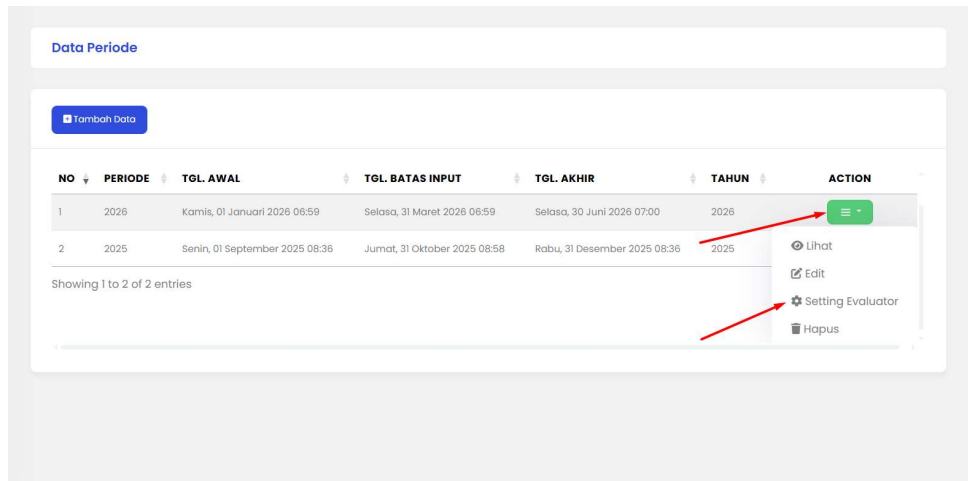 Data Periode
Tambah Data
NO PERIODE TGL. AWAL TGL. BATAS INPUT TGL. AKHIR TAHUN ACTION
1 2026 Kamis, 01 Januari 2026 06:59 Selasa, 31 Maret 2026 06:59 Selasa, 30 Juni 2026 07:00 2026
2 2025 Senin, 01 September 2025 08:36 Jumat, 31 Oktober 2025 08:58 Rabu, 31 Desember 2025 08:36 2025
Lihat
Edit
Setting Evaluator
Hapus
Showing 1 to 2 of 2 entries